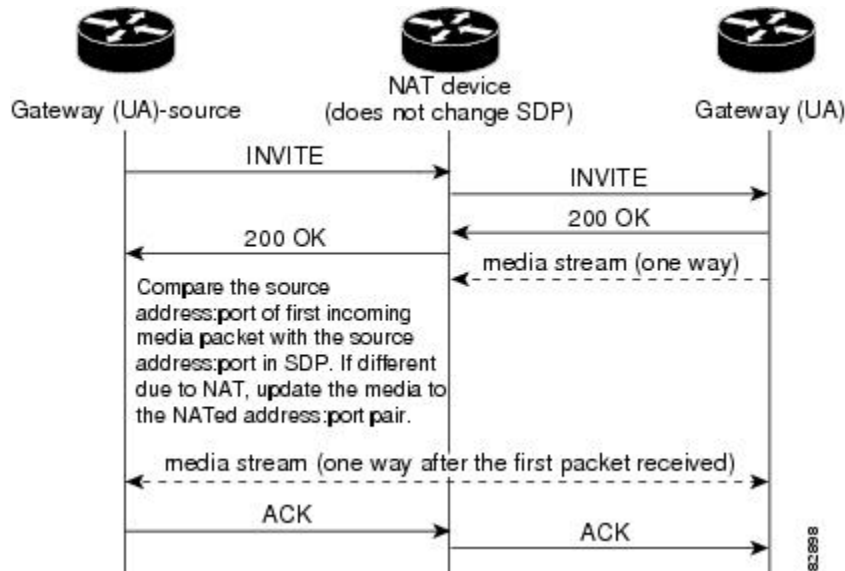 Gateway (UA)-source
NAT device
(does not change SDP)
Gateway (UA)
INVITE
INVITE
200 OK
200 OK
media stream (one way)
Compare the source
address:port of first incoming
media packet with the source
address:port in SDP. If different
due to NAT, update the media to
the NATed address:port pair.
media stream (one way after the first packet received)
ACK
ACK
82898